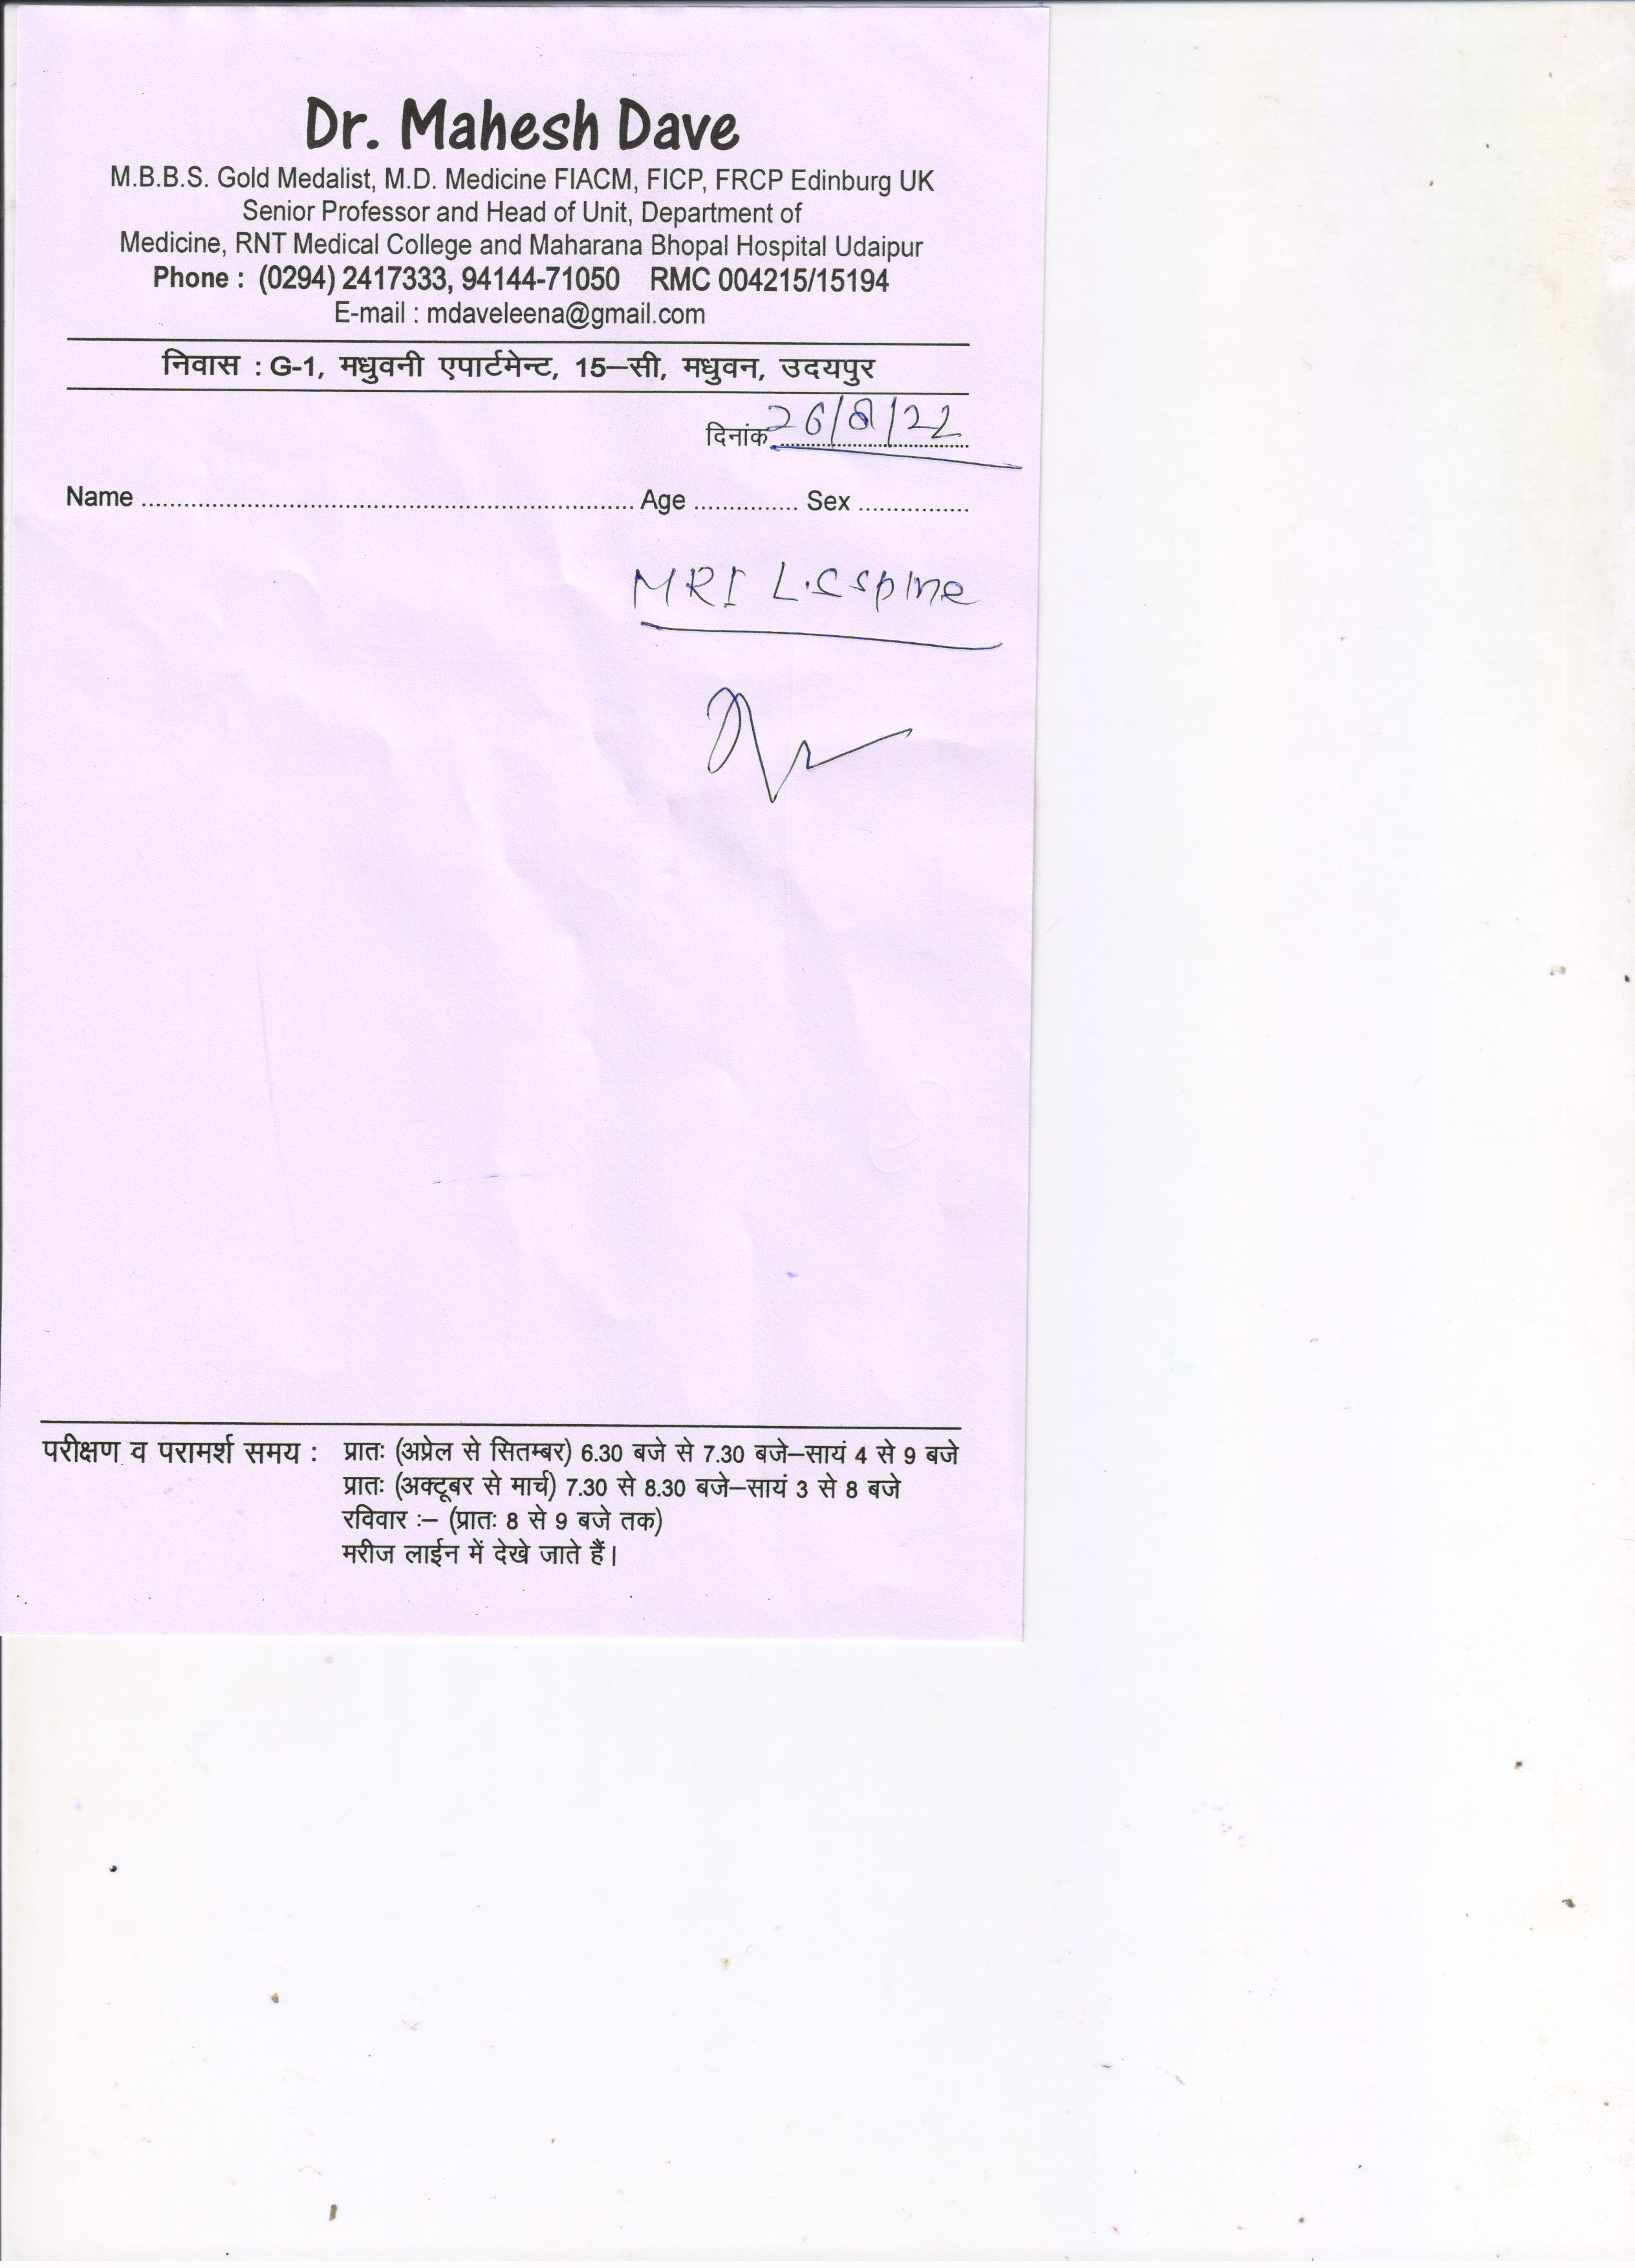 Dr. Mahesh Dave
M.B.B.S. Gold Medalist, M.D. Medicine FIACM, FICP, FRCP Edinburg UK
Senior Professor and Head of Unit, Department of
Medicine, RNT Medical College and Maharana Bhopal Hospital Udaipur
Phone : (0294) 2417333, 94144-71050 RMC 004215/15194
E-mail : mdaveleena@gmail.com
निवास : G-1, मधुवनी एपार्टमेन्ट, 15–सी, मधुवन, उदयपुर
दिनांक 26/8/22
Name ................................ Age ............... Sex ................
MRI L.S spine
परीक्षण व परामर्श समय : प्रातः (अप्रेल से सितम्बर) 6.30 बजे से 7.30 बजे–सायं 4 से 9 बजे
प्रातः (अक्टूबर से मार्च) 7.30 से 8.30 बजे–सायं 3 से 8 बजे
रविवार :– (प्रातः 8 से 9 बजे तक)
मरीज लाईन में देखे जाते हैं।